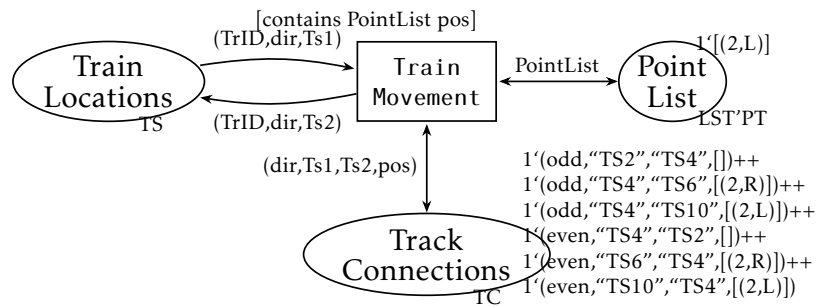 [contains PointList pos]
(TrID,dir,Ts1)
Train
Locations
TS
Train
Movement
PointList
1‘[(2,L)]
Point
List
LST'PT
(TrID,dir,Ts2)
(dir,Ts1,Ts2,pos)
Track
Connections
TC
1‘(odd,“TS2”,“TS4”,[])++
1‘(odd,“TS4”,“TS6”,[(2,R)])++
1‘(odd,“TS4”,“TS10”,[(2,L)])++
1‘(even,“TS4”,“TS2”,[])++
1‘(even,“TS6”,“TS4”,[(2,R)])++
1‘(even,“TS10”,“TS4”,[(2,L)])